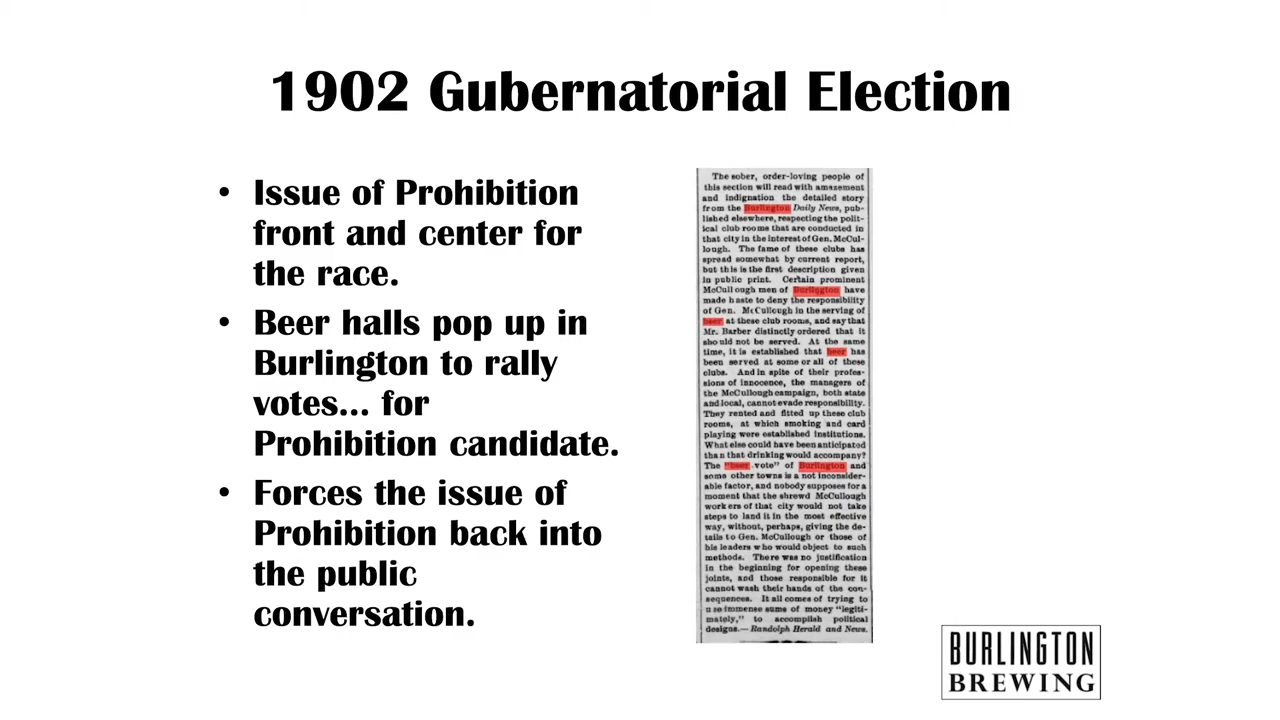 1902 Gubernatorial Election
• Issue of Prohibition
front and center for
the race.
• Beer halls pop up in
Burlington to rally
votes... for
Prohibition candidate.
• Forces the issue of
Prohibition back into
the public
conversation.
The sober, order-loving people of
this section will read with amazement
and indignation the detailed story
from the Burlington Daily News, pub-
lished elsewhere, respecting the polit-
ical club rooms that are conducted in
that city in the interest of Gen. McCul-
lough. The fame of these clubs has
spread somewhat by current report,
but this is the first description given
in public print. Certain prominent
McCullough men of Burlington have
made haste to deny the responsibility
of Gen. McCullough in the serving of
beer at these club rooms, and say that
Mr. Barber distinctly ordered that it
should not be served. At the same
time, it is established that beer has
been served at some or all of these
clubs. And in spite of their profes-
sions of innocence, the managers of
the McCullough campaign, both state
and local, cannot evade responsibility.
They rented and fitted up these club
rooms, at which smoking and card
playing were established institutions.
What else could have been anticipated
than that drinking would accompany?
The "beer vote" of Burlington and
some other towns is a not inconsider-
able factor, and nobody supposes for a
moment that the shrewd McCullough
workers of that city would not take
steps to land it in the most effective
way, without, perhaps, giving the de-
tails to Gen. McCullough or those of
his leaders who would object to such
methods. There was no justification
in the beginning for opening these
joints, and those responsible for it
cannot wash their hands of the con-
sequences. It all comes of trying to
use immense sums of money "legiti-
mately," to accomplish political
designs.—Randolph Herald and News.
BURLINGTON
BREWING